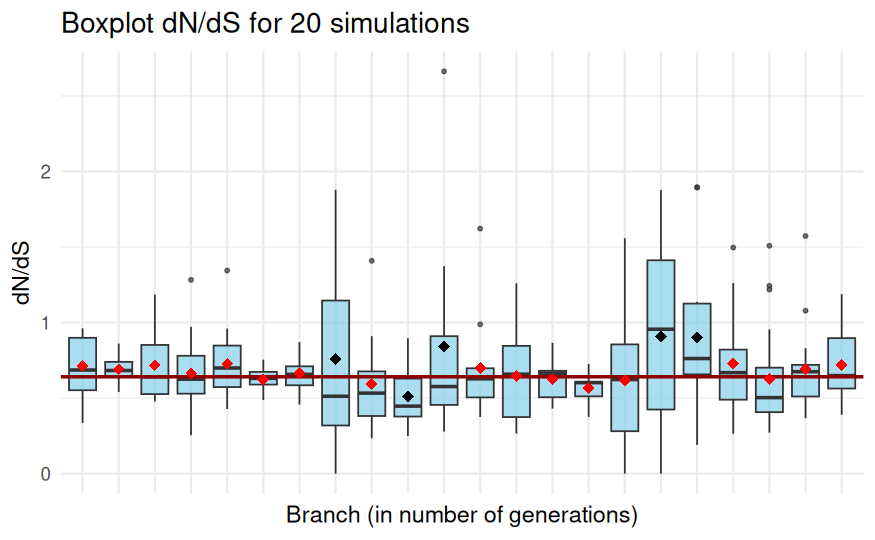 Boxplot dN/dS for 20 simulations
dN/dS
2
1
0
Branch (in number of generations)